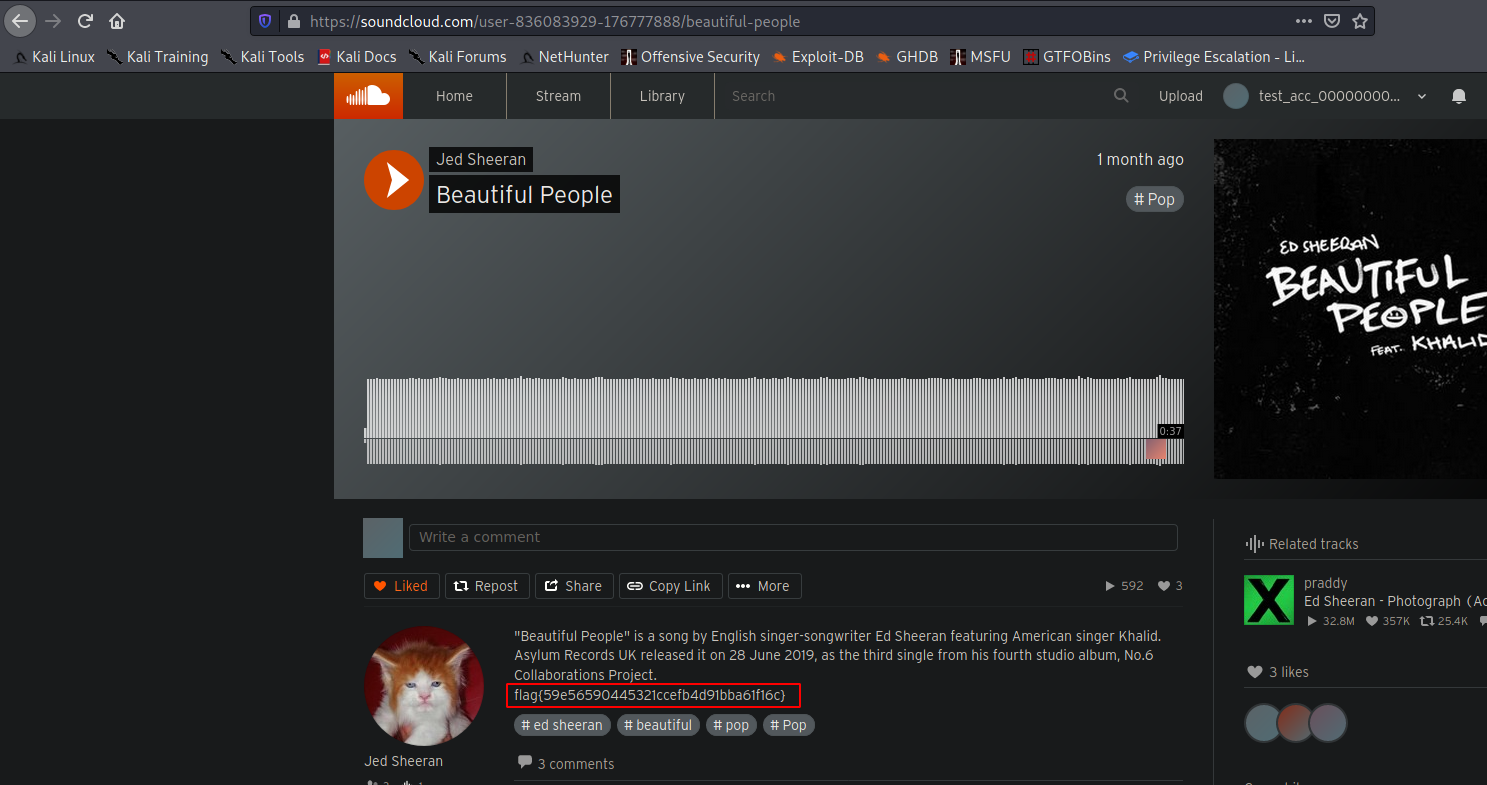 https://soundcloud.com/user-836083929-176777888/beautiful-people
Kali Linux Kali Training Kali Tools Kali Docs Kali Forums NetHunter Offensive Security Exploit-DB GHDB MSFU GTFOBins Privilege Escalation - Li...
Home Stream Library Search Upload test_acc_00000000...
Jed Sheeran
1 month ago
Beautiful People
# Pop
ED SHEERAN
BEAUTIFUL
PEOPLE
FEAT. KHALID
0:37
Write a comment
Related tracks
Liked Repost Share Copy Link More 592 3
praddy
Ed Sheeran - Photograph (Ac
32.8M 357K 25.4K
"Beautiful People" is a song by English singer-songwriter Ed Sheeran featuring American singer Khalid.
Asylum Records UK released it on 28 June 2019, as the third single from his fourth studio album, No.6
Collaborations Project.
flag{59e56590445321ccefb4d91bba61f16c}
3 likes
# ed sheeran # beautiful # pop # Pop
Jed Sheeran
3 comments